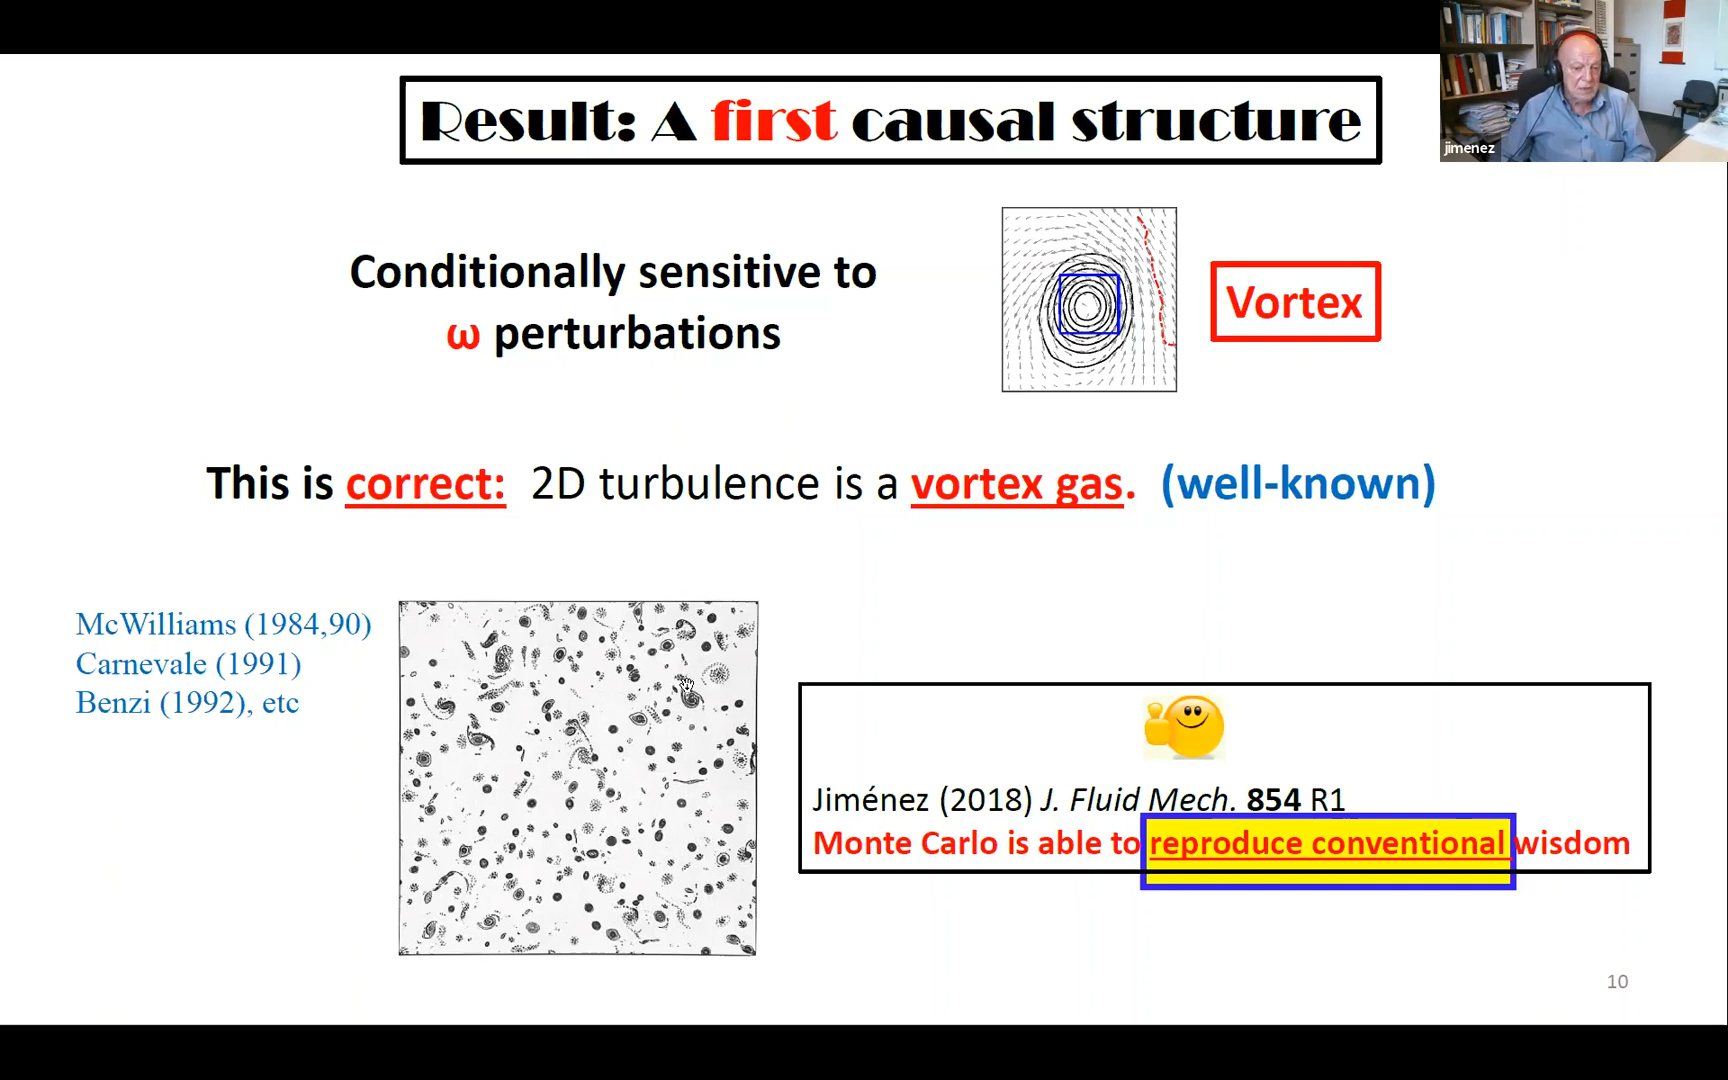 Result: A first causal structure
jimenez
Conditionally sensitive to
ω perturbations
Vortex
This is correct: 2D turbulence is a vortex gas. (well-known)
McWilliams (1984,90)
Carnevale (1991)
Benzi (1992), etc
Jiménez (2018) J. Fluid Mech. 854 R1
Monte Carlo is able to reproduce conventional wisdom
10